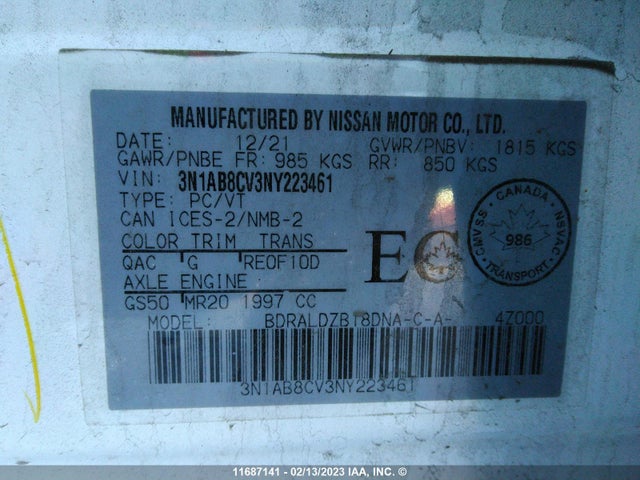 MANUFACTURED BY NISSAN MOTOR CO., LTD.
DATE: 12/21 GVWR/PNBV: 1815 KGS
GAWR/PNBE FR: 985 KGS RR: 850 KGS
VIN: 3N1AB8CV3NY223461
TYPE: PC/VT
CAN ICES-2/NMB-2
COLOR TRIM TRANS
QAC G RE0F10D
AXLE ENGINE
GS50 MR20 1997 CC
EC
CANADA
CMVSS NSVAC
986
TRANSPORT
MODEL: BDRALDZBT8DNA-C-A- 4Z000
3N1AB8CV3NY223461
11687141 - 02/13/2023 IAA, INC. ©